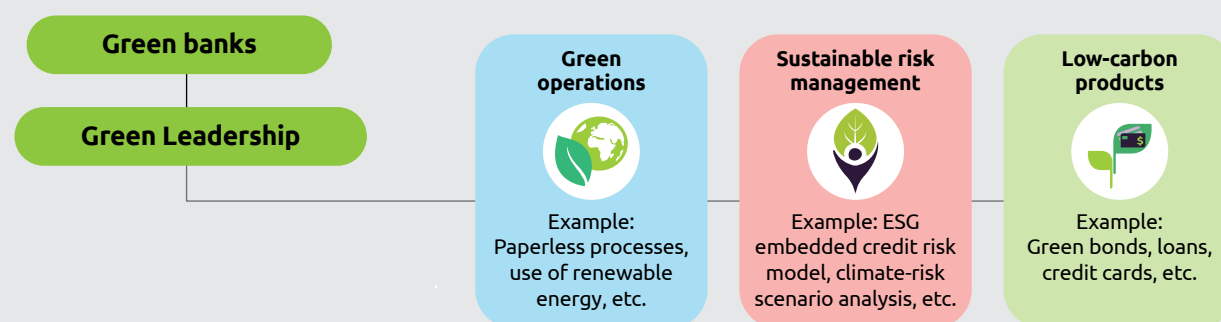 Green banks
Green Leadership
Green
operations
Example:
Paperless processes,
use of renewable
energy, etc.
Sustainable risk
management
Example: ESG
embedded credit risk
model, climate-risk
scenario analysis, etc.
Low-carbon
products
$
Example:
Green bonds, loans,
credit cards, etc.